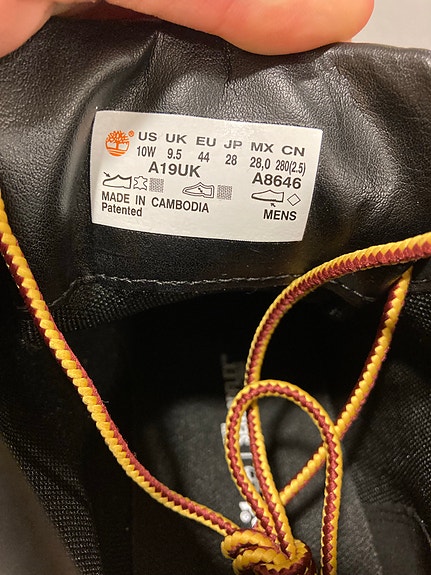 US UK EU JP MX CN
10W 9.5 44 28 28,0 280(2.5)
A19UK A8646
MADE IN CAMBODIA
Patented MENS